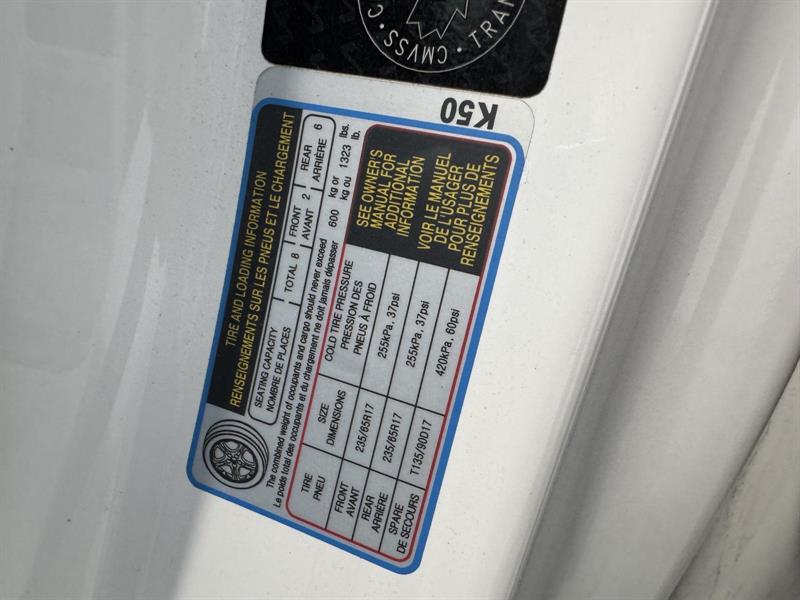 CMVSS • TRAN
K50
TIRE AND LOADING INFORMATION
RENSEIGNEMENTS SUR LES PNEUS ET LE CHARGEMENT
SEATING CAPACITY TOTAL 8 FRONT 2 REAR 6
NOMBRE DE PLACES AVANT ARRIÈRE
The combined weight of occupants and cargo should never exceed 600 kg or 1323 lbs.
Le poids total des occupants et du chargement ne doit jamais dépasser kg ou lb.
TIRE SIZE COLD TIRE PRESSURE
PNEU DIMENSIONS PRESSION DES
PNEUS À FROID
FRONT 235/65R17 255kPa, 37psi
AVANT
REAR 235/65R17 255kPa, 37psi
ARRIÈRE
SPARE T135/90D17 420kPa, 60psi
DE SECOURS
SEE OWNER'S
MANUAL FOR
ADDITIONAL
INFORMATION
VOIR LE MANUEL
DE L'USAGER
POUR PLUS DE
RENSEIGNEMENTS